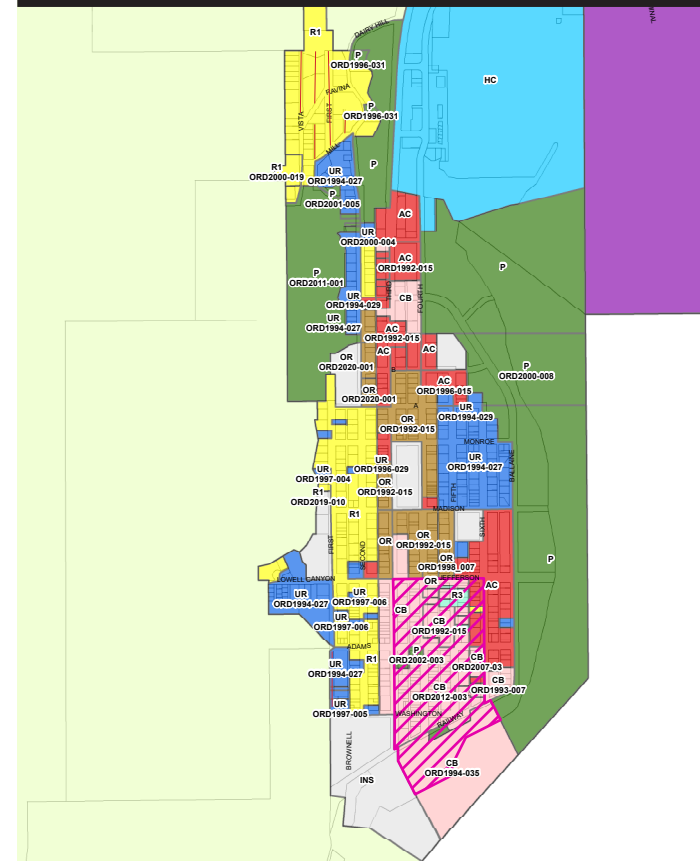 NAL
R1
DAIRY HILL
P
ORD1996-031
HC
RAVINA
VISTA
FIRST
P
ORD1996-031
MILL
P
R1
ORD2000-019
UR
ORD1994-027
P
ORD2001-005
AC
UR
ORD2000-004
AC
ORD1992-015
P
P
ORD2011-001
THIRD
FOURTH
CB
UR
ORD1994-029
UR
ORD1994-027
AC
ORD1992-015
AC
AC
OR
ORD2020-001
B
P
ORD2000-008
AC
ORD1996-015
OR
ORD2020-001
A
UR
ORD1994-029
OR
ORD1992-015
MONROE
BALLAINE
UR
ORD1994-027
UR
ORD1996-029
UR
ORD1997-004
OR
ORD1992-015
FIFTH
R1
ORD2019-010
MADISON
R1
SIXTH
FIRST
SECOND
OR
OR
ORD1992-015
OR
ORD1998_007
P
LOWELL CANYON
JEFFERSON
OR
AC
UR
ORD1994-027
UR
ORD1997-006
R3
CB
UR
ORD1997-006
CB
ORD1992-015
ADAMS
P
ORD2002-003
R1
CB
ORD2007-03
UR
ORD1994-027
CB
ORD1993-007
CB
ORD2012-003
UR
ORD1997-005
WASHINGTON
RAILWAY
BROWNELL
CB
ORD1994-035
INS